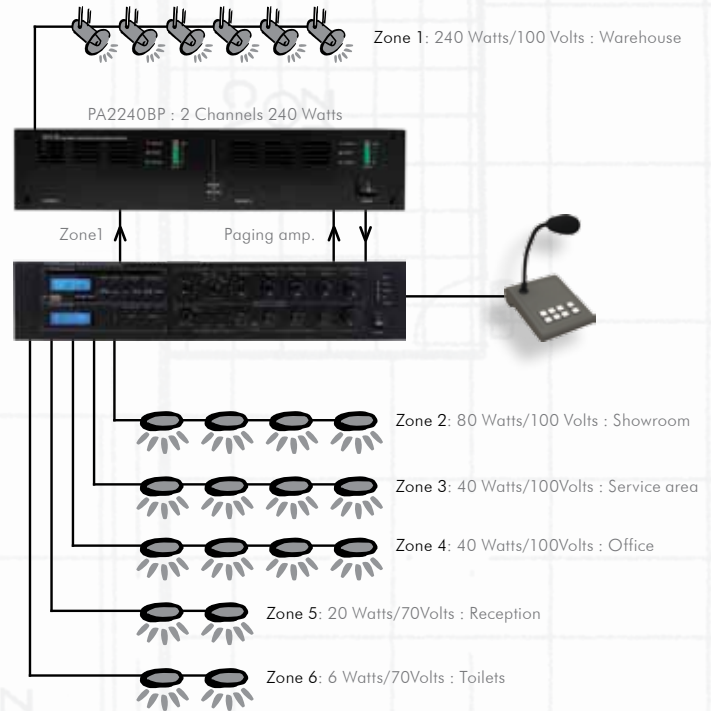 Zone 1: 240 Watts/100 Volts : Warehouse
PA2240BP : 2 Channels 240 Watts
Zone1
Paging amp.
Zone 2: 80 Watts/100 Volts : Showroom
Zone 3: 40 Watts/100Volts : Service area
Zone 4: 40 Watts/100Volts : Office
Zone 5: 20 Watts/70Volts : Reception
Zone 6: 6 Watts/70Volts : Toilets